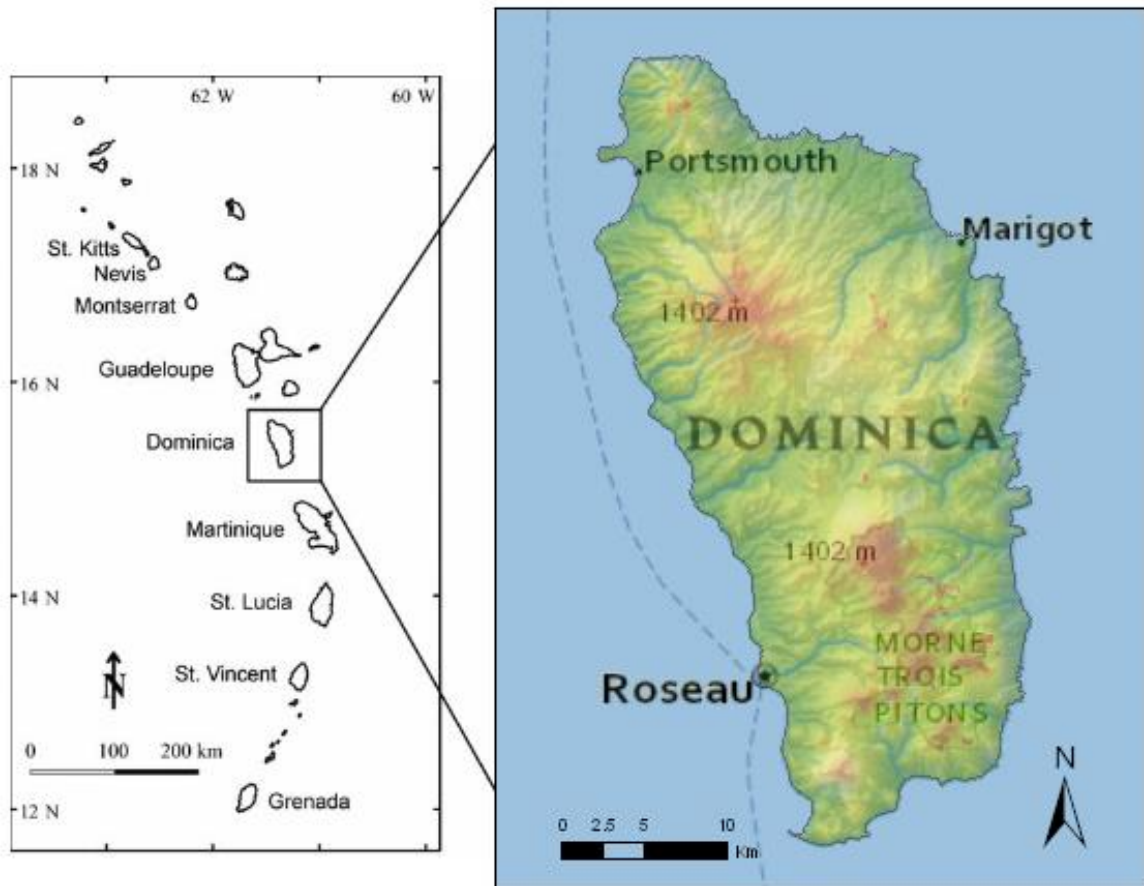 62 W
60 W
18 N
St. Kitts
Nevis
Montserrat
Guadeloupe
16 N
Dominica
Martinique
14 N
St. Lucia
St. Vincent
N
0 100 200 km
Grenada
12 N
Portsmouth
Marigot
1402 m
DOMINICA
1402 m
MORNE
TROIS
PITONS
Roseau
N
0 2.5 5 10
Km